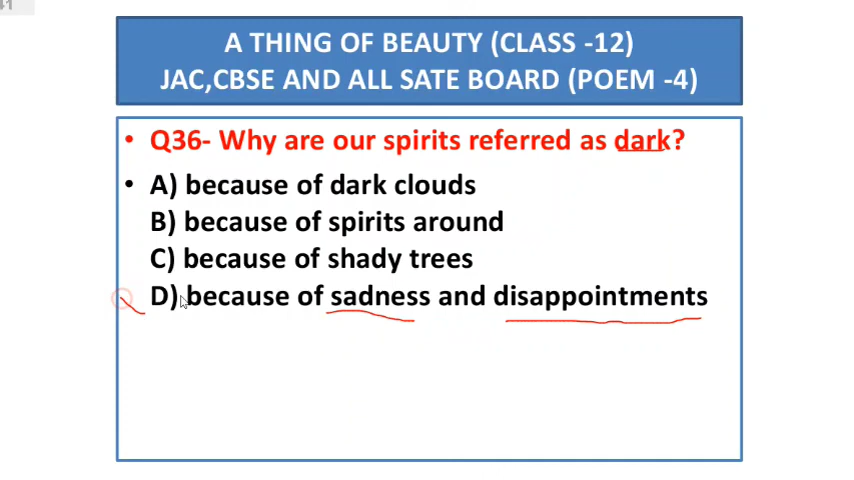 A THING OF BEAUTY (CLASS -12)
JAC,CBSE AND ALL SATE BOARD (POEM -4)
• Q36- Why are our spirits referred as dark?
• A) because of dark clouds
B) because of spirits around
C) because of shady trees
D) because of sadness and disappointments